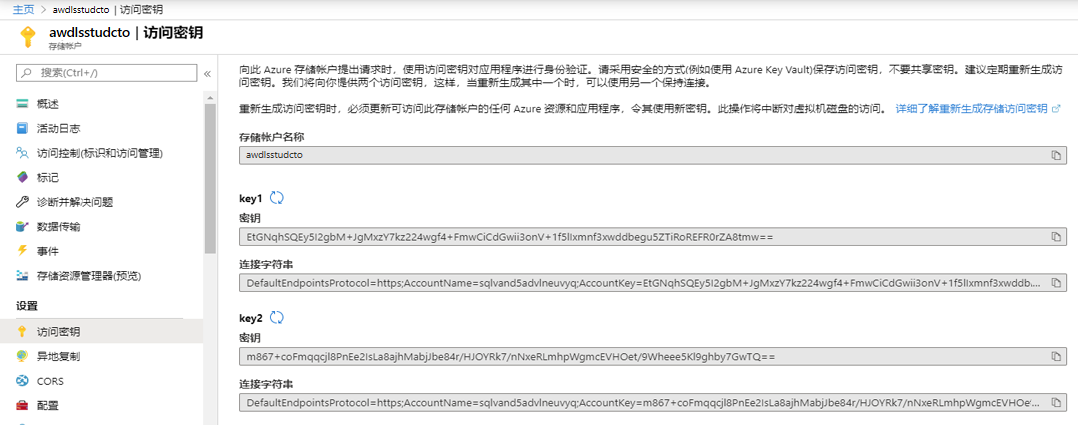 主页 > awdlsstudcto | 访问密钥
awdlsstudcto | 访问密钥
存储帐户
搜索(Ctrl+/)
概述
活动日志
访问控制(标识和访问管理)
标记
诊断并解决问题
数据传输
事件
存储资源管理器(预览)
设置
访问密钥
异地复制
CORS
配置
向此 Azure 存储帐户提出请求时，使用访问密钥对应用程序进行身份验证。请采用安全的方式(例如使用 Azure Key Vault)保存访问密钥，不要共享密钥。建议定期重新生成访
问密钥。我们将向你提供两个访问密钥，这样，当重新生成其中一个时，可以使用另一个保持连接。
重新生成访问密钥时，必须更新可访问此存储帐户的任何 Azure 资源和应用程序，令其使用新密钥。此操作将中断对虚拟机磁盘的访问。 详细了解重新生成存储访问密钥
存储帐户名称
awdlsstudcto
key1
密钥
EtGNqhSQEy5I2gbM+JgMxzY7kz224wgf4+FmwCiCdGwii3onV+1f5lIxmnf3xwddbegu5ZTiRoREFR0rZA8tmw==
连接字符串
DefaultEndpointsProtocol=https;AccountName=sqlvand5advlneuvyq;AccountKey=EtGNqhSQEy5I2gbM+JgMxzY7kz224wgf4+FmwCiCdGwii3onV+1f5lIxmnf3xwddb...
key2
密钥
m867+coFmqqcjl8PnEe2IsLa8ajhMabjJbe84r/HJOYRk7/nNxeRLmhpWgmcEVHOet/9Wheee5Kl9ghby7GwTQ==
连接字符串
DefaultEndpointsProtocol=https;AccountName=sqlvand5advlneuvyq;AccountKey=m867+coFmqqcjl8PnEe2IsLa8ajhMabjJbe84r/HJOYRk7/nNxeRLmhpWgmcEVHOe...